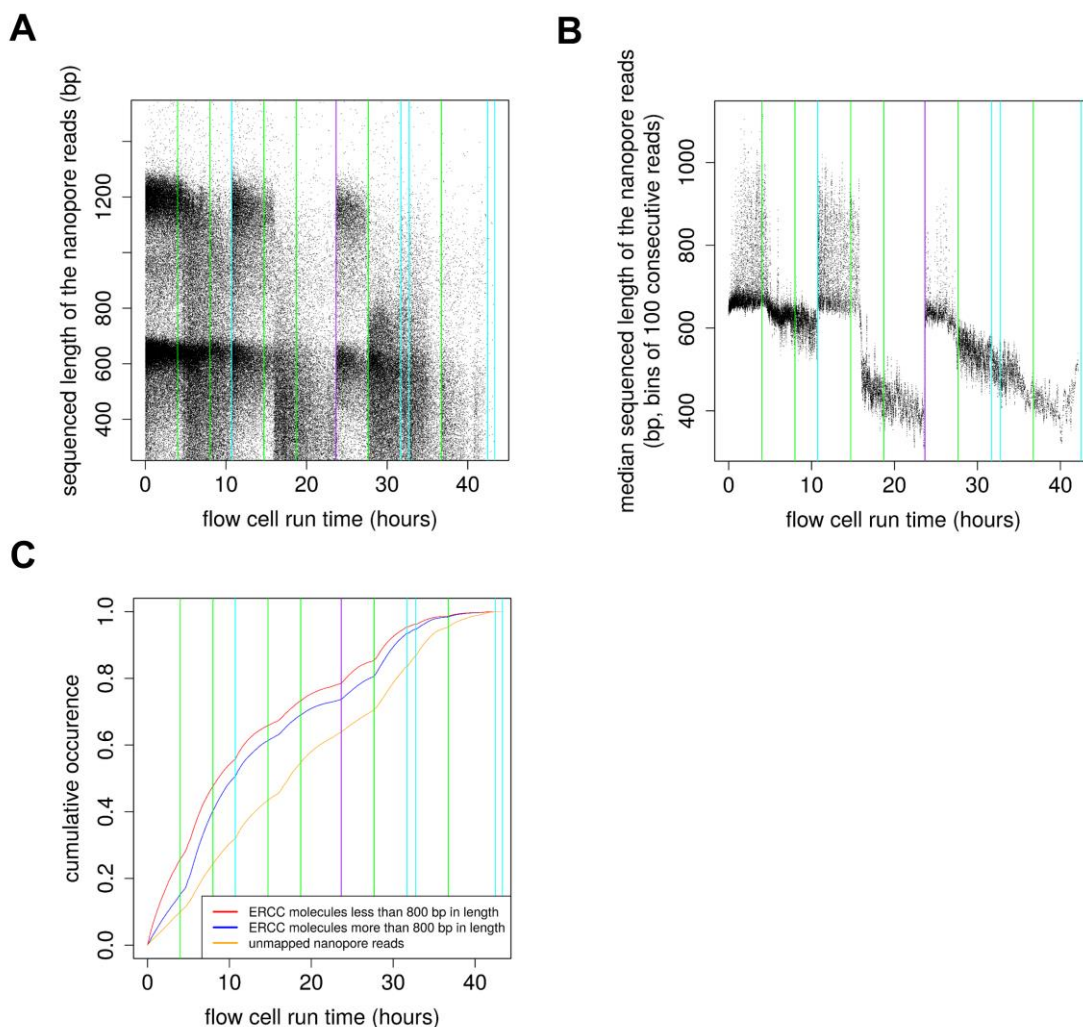 A
sequenced length of the nanopore reads (bp)
400 600 800 1200
0 10 20 30 40
flow cell run time (hours)
B
median sequenced length of the nanopore reads
(bp, bins of 100 consecutive reads)
400 600 800 1000
0 10 20 30 40
flow cell run time (hours)
C
cumulative occurence
0.0 0.2 0.4 0.6 0.8 1.0
ERCC molecules less than 800 bp in length
ERCC molecules more than 800 bp in length
unmapped nanopore reads
0 10 20 30 40
flow cell run time (hours)